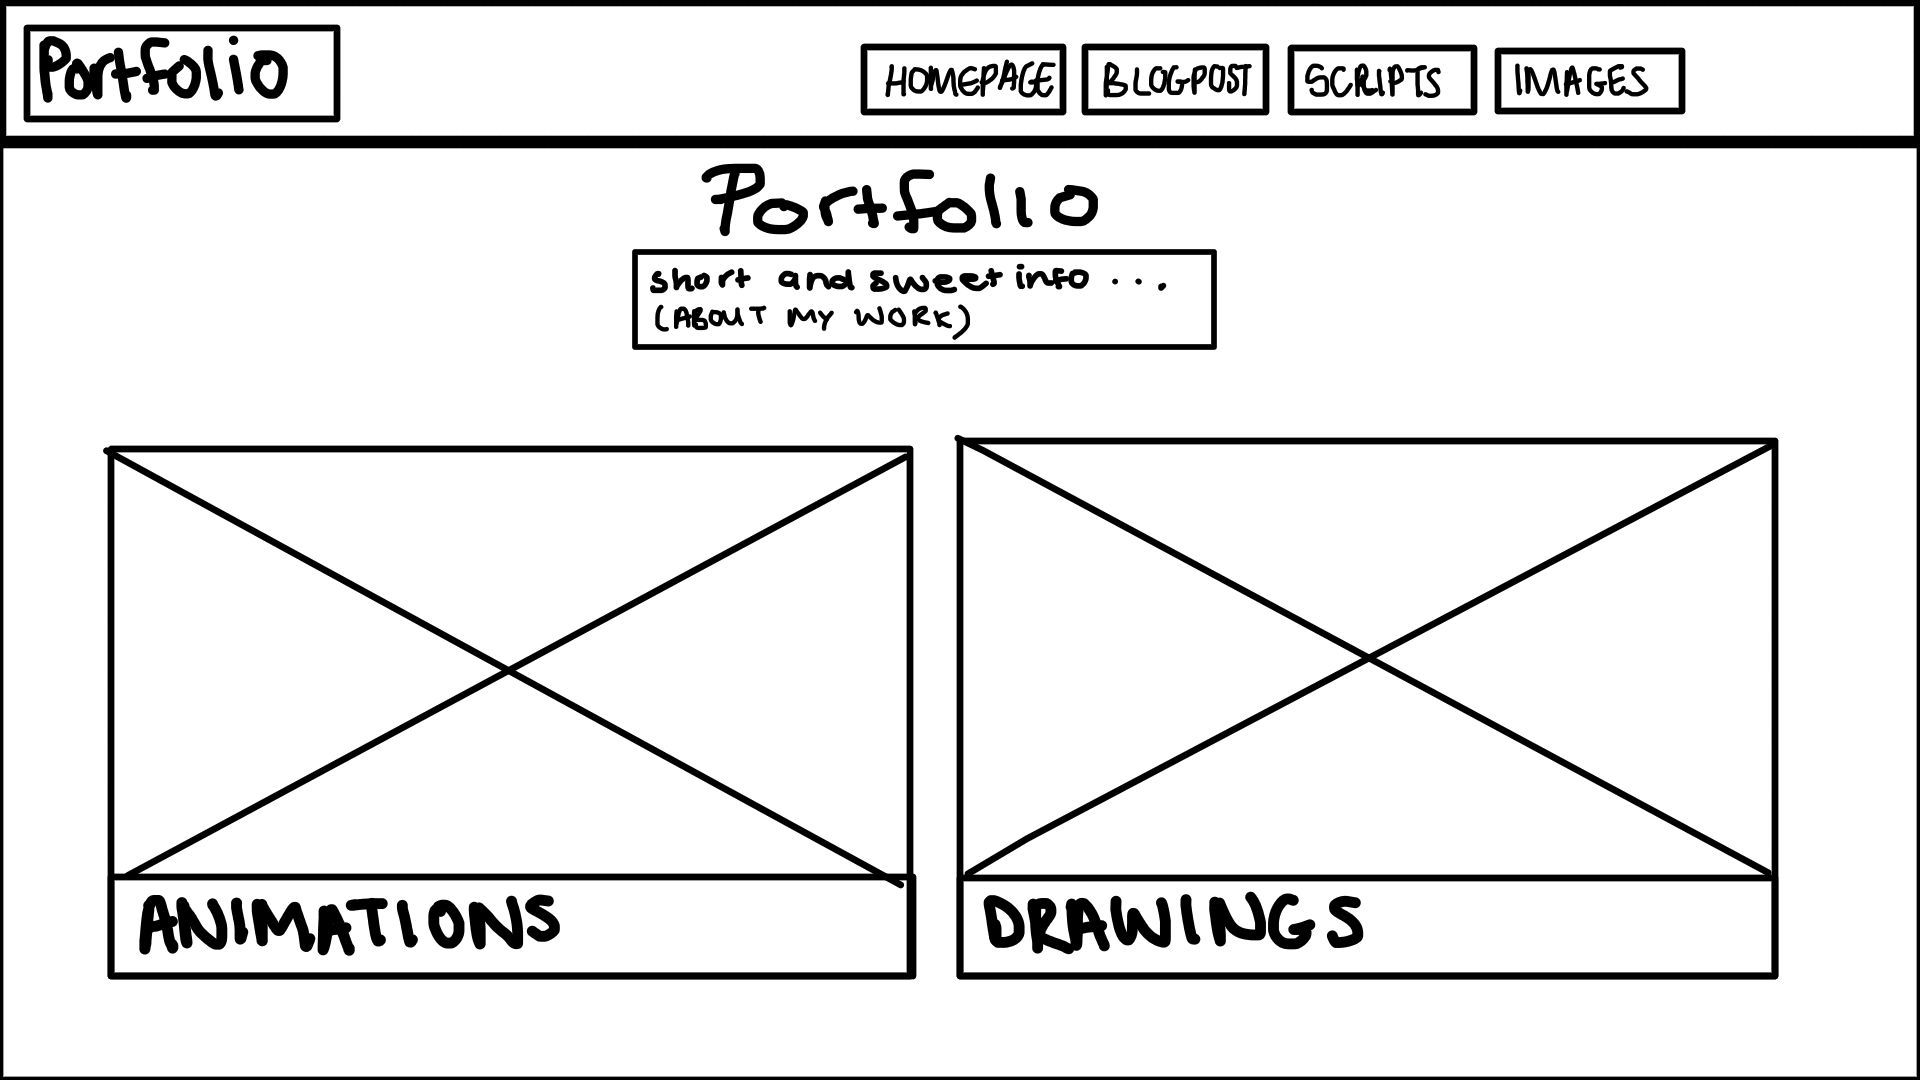 Portfolio
HOMEPAGE BLOGPOST SCRIPTS IMAGES
Portfolio
short and sweet info ...
(ABOUT MY WORK)
ANIMATIONS
DRAWINGS